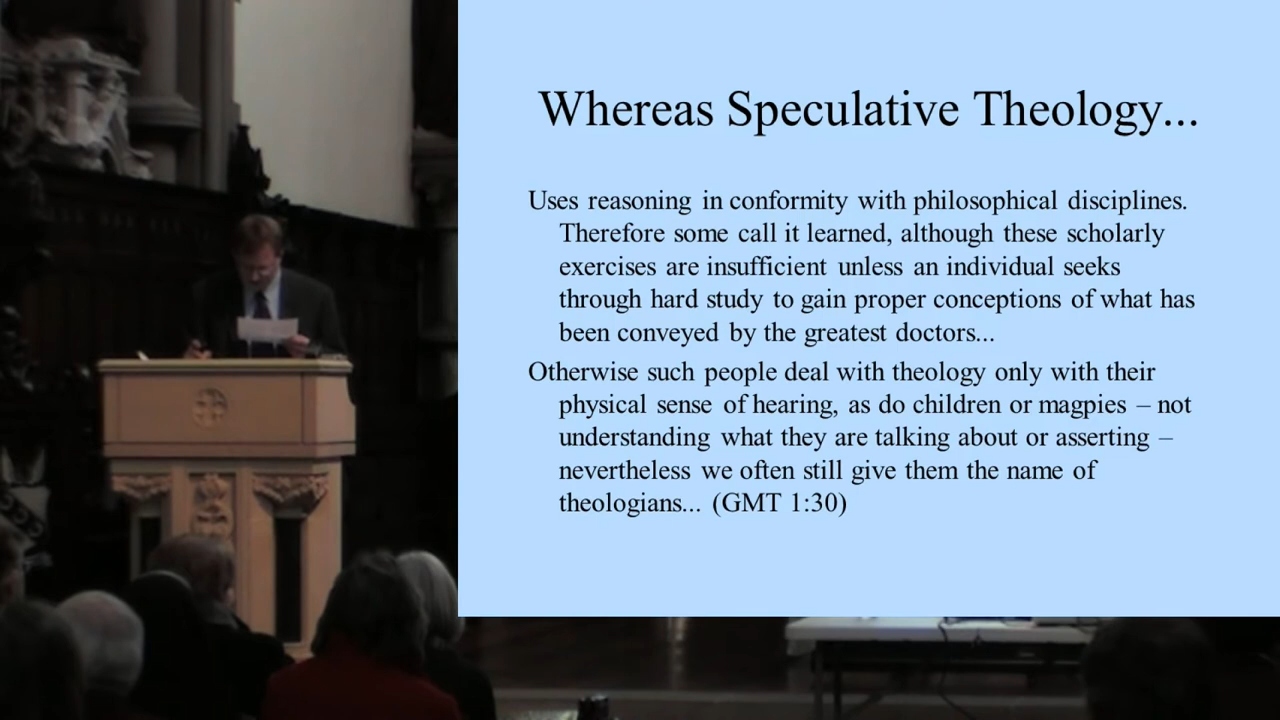 Whereas Speculative Theology...
Uses reasoning in conformity with philosophical disciplines.
Therefore some call it learned, although these scholarly
exercises are insufficient unless an individual seeks
through hard study to gain proper conceptions of what has
been conveyed by the greatest doctors...
Otherwise such people deal with theology only with their
physical sense of hearing, as do children or magpies – not
understanding what they are talking about or asserting –
nevertheless we often still give them the name of
theologians... (GMT 1:30)